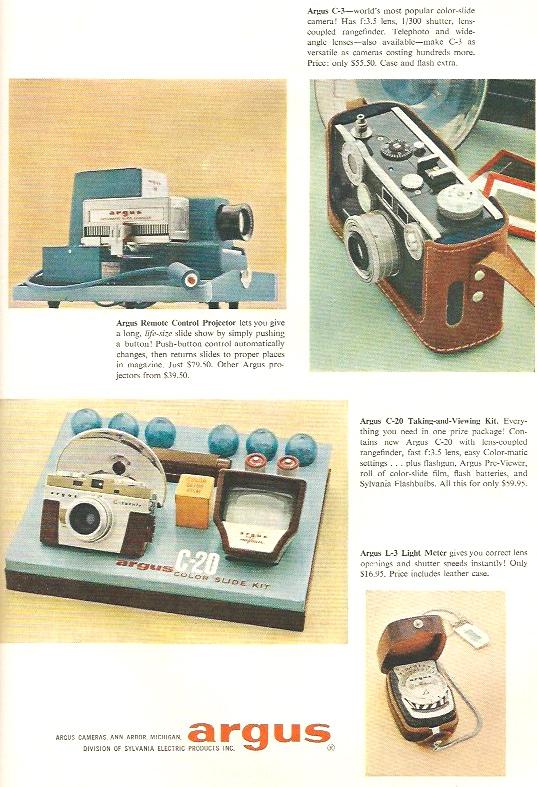 Argus C-3—world's most popular color-slide
camera! Has f:3.5 lens, 1/300 shutter, lens-
coupled rangefinder. Telephoto and wide-
angle lenses—also available—make C-3 as
versatile as cameras costing hundreds more.
Price: only $55.50. Case and flash extra.
argus
Argus Remote Control Projector lets you give
a long, life-size slide show by simply pushing
a button! Push-button control automatically
changes, then returns slides to proper places
in magazine. Just $79.50. Other Argus pro-
jectors from $39.50.
Argus C-20 Taking-and-Viewing Kit. Every-
thing you need in one prize package! Con-
tains new Argus C-20 with lens-coupled
rangefinder, fast f:3.5 lens, easy Color-matic
settings . . . plus flashgun, Argus Pre-Viewer,
roll of color-slide film, flash batteries, and
Sylvania Flashbulbs. All this for only $59.95.
argus
argus
argus C-20
COLOR SLIDE KIT
Argus L-3 Light Meter gives you correct lens
openings and shutter speeds instantly! Only
$16.95. Price includes leather case.
argus
ARGUS CAMERAS, ANN ARBOR, MICHIGAN,
DIVISION OF SYLVANIA ELECTRIC PRODUCTS INC.
argus ®